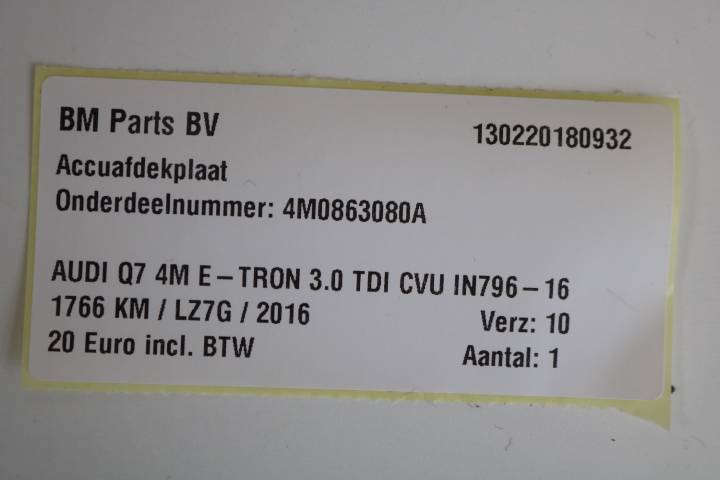 BM Parts BV 130220180932
Accuafdekplaat
Onderdeelnummer: 4M0863080A
AUDI Q7 4M E-TRON 3.0 TDI CVU IN796-16
1766 KM / LZ7G / 2016 Verz: 10
20 Euro incl. BTW Aantal: 1